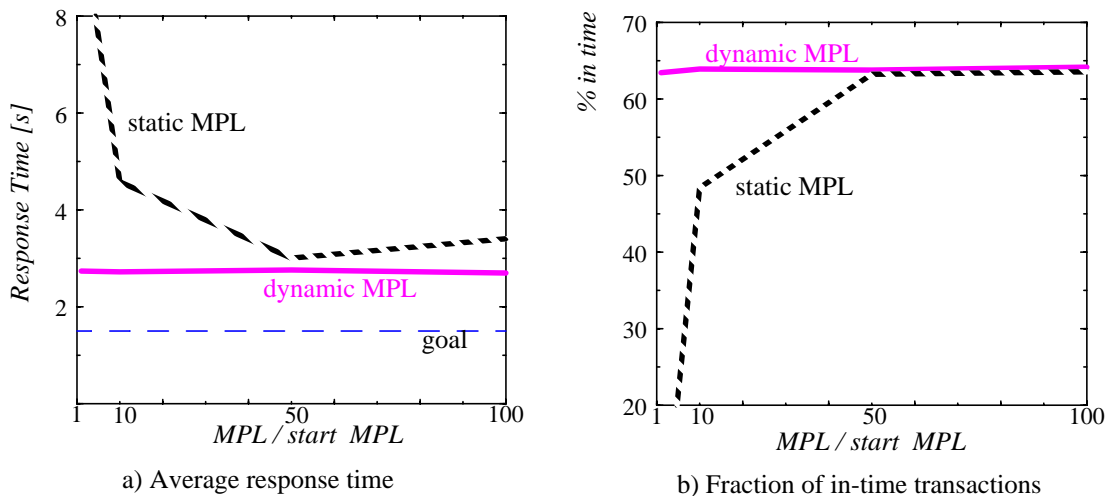 8
6
4
2
Response Time [s]
static MPL
dynamic MPL
goal
1 10 50 100
MPL / start MPL
a) Average response time
70
60
50
40
30
20
% in time
dynamic MPL
static MPL
1 10 50 100
MPL / start MPL
b) Fraction of in-time transactions